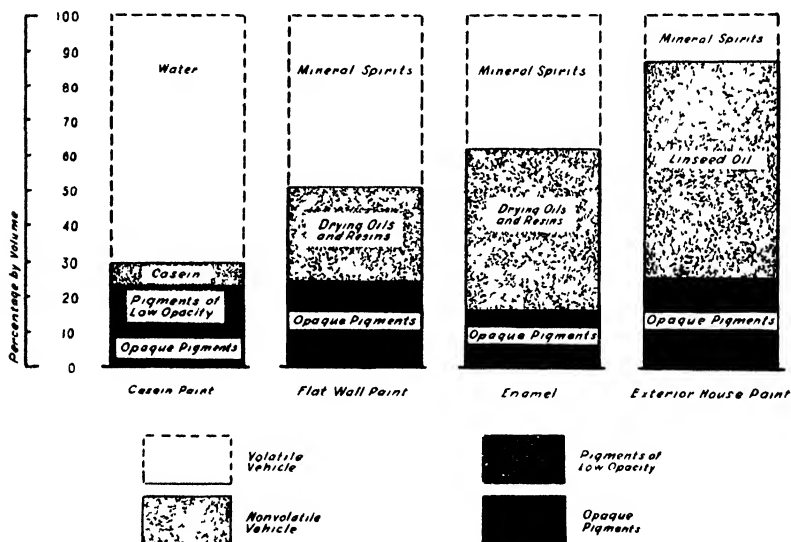 Percentage by Volume
100
90
80
70
60
50
40
30
20
10
0
Water
Casein
Pigments of
Low Opacity
Opaque Pigments
Casein Paint
Mineral Spirits
Drying Oils
and Resins
Opaque Pigments
Flat Wall Paint
Mineral Spirits
Drying Oils
and Resins
Opaque Pigments
Enamel
Mineral Spirits
Linseed Oil
Opaque Pigments
Exterior House Paint
Volatile
Vehicle
Nonvolatile
Vehicle
Pigments of
Low Opacity
Opaque
Pigments